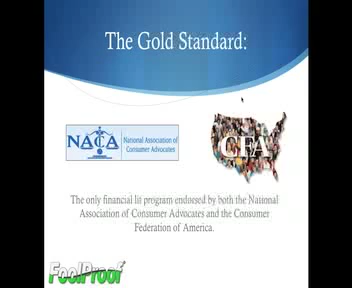 The Gold Standard:
NACA
National Association of
Consumer Advocates
CFA
The only financial lit program endorsed by both the National
Association of Consumer Advocates and the Consumer
Federation of America.
FoolProof